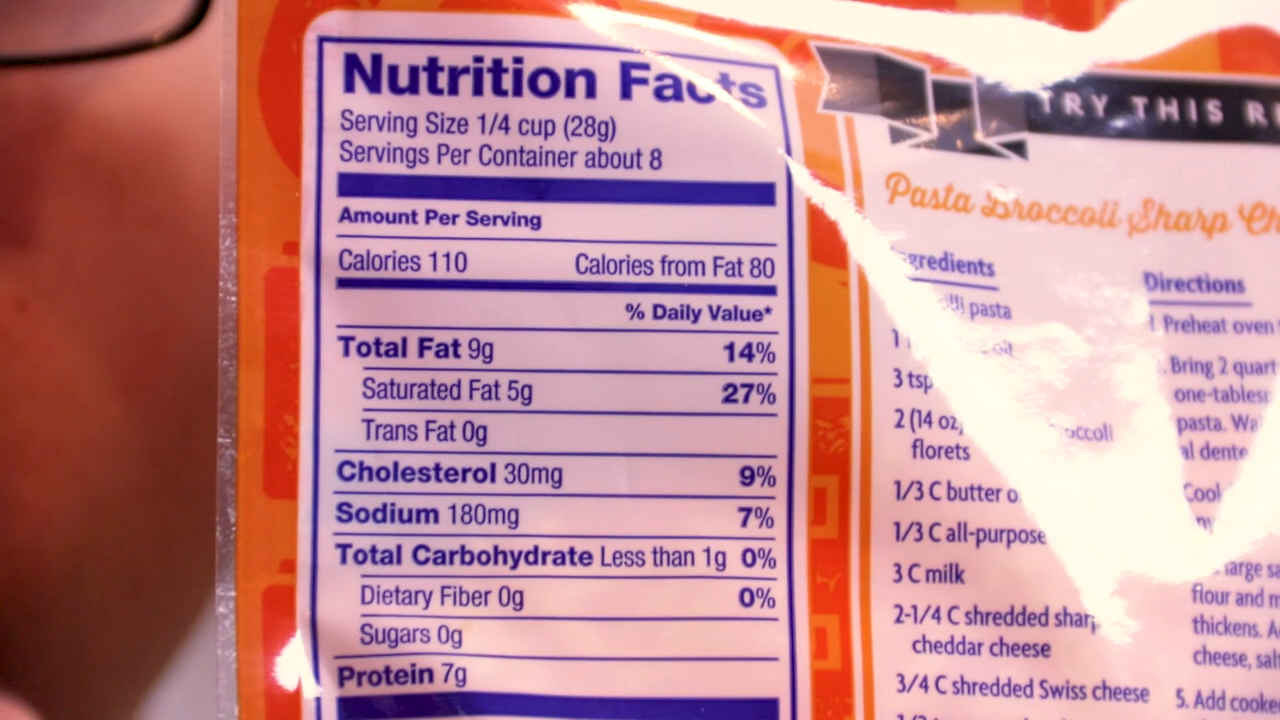 Nutrition Facts
Serving Size 1/4 cup (28g)
Servings Per Container about 8
Amount Per Serving
Calories 110 Calories from Fat 80
% Daily Value*
Total Fat 9g 14%
Saturated Fat 5g 27%
Trans Fat 0g
Cholesterol 30mg 9%
Sodium 180mg 7%
Total Carbohydrate Less than 1g 0%
Dietary Fiber 0g 0%
Sugars 0g
Protein 7g
TRY THIS
Pasta Broccoli Sharp
Ingredients
pasta
1
3 tsp
2 (14 oz
florets
1/3 C butter
1/3 C all-purpose
3 C milk
2-1/4 C shredded sharp
cheddar cheese
3/4 C shredded Swiss cheese
Directions
1. Preheat oven
Bring 2 quart
pasta.
al dente
Cook
large
flour and
thickens.
cheese,
5. Add